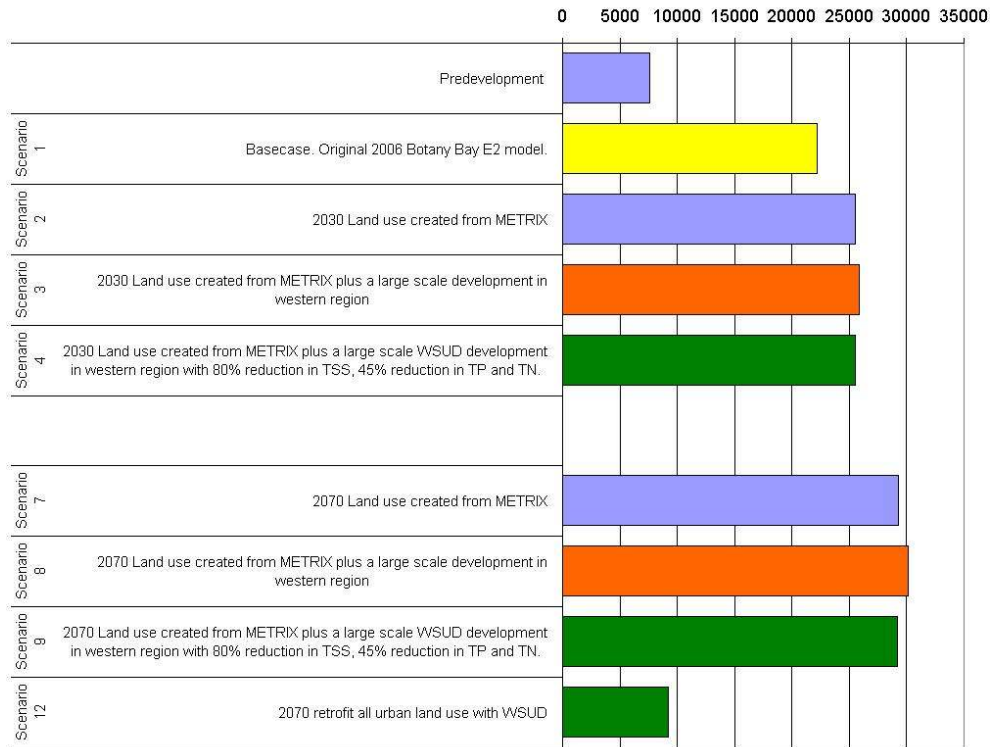 0 5000 10000 15000 20000 25000 30000 35000
Predevelopment
Scenario
1
Basecase. Original 2006 Botany Bay E2 model.
Scenario
2
2030 Land use created from METRIX
Scenario
3
2030 Land use created from METRIX plus a large scale development in
western region
Scenario
4
2030 Land use created from METRIX plus a large scale WSUD development
in western region with 80% reduction in TSS, 45% reduction in TP and TN.
Scenario
7
2070 Land use created from METRIX
Scenario
8
2070 Land use created from METRIX plus a large scale development in
western region
Scenario
9
2070 Land use created from METRIX plus a large scale WSUD development
in western region with 80% reduction in TSS, 45% reduction in TP and TN.
Scenario
12
2070 retrofit all urban land use with WSUD